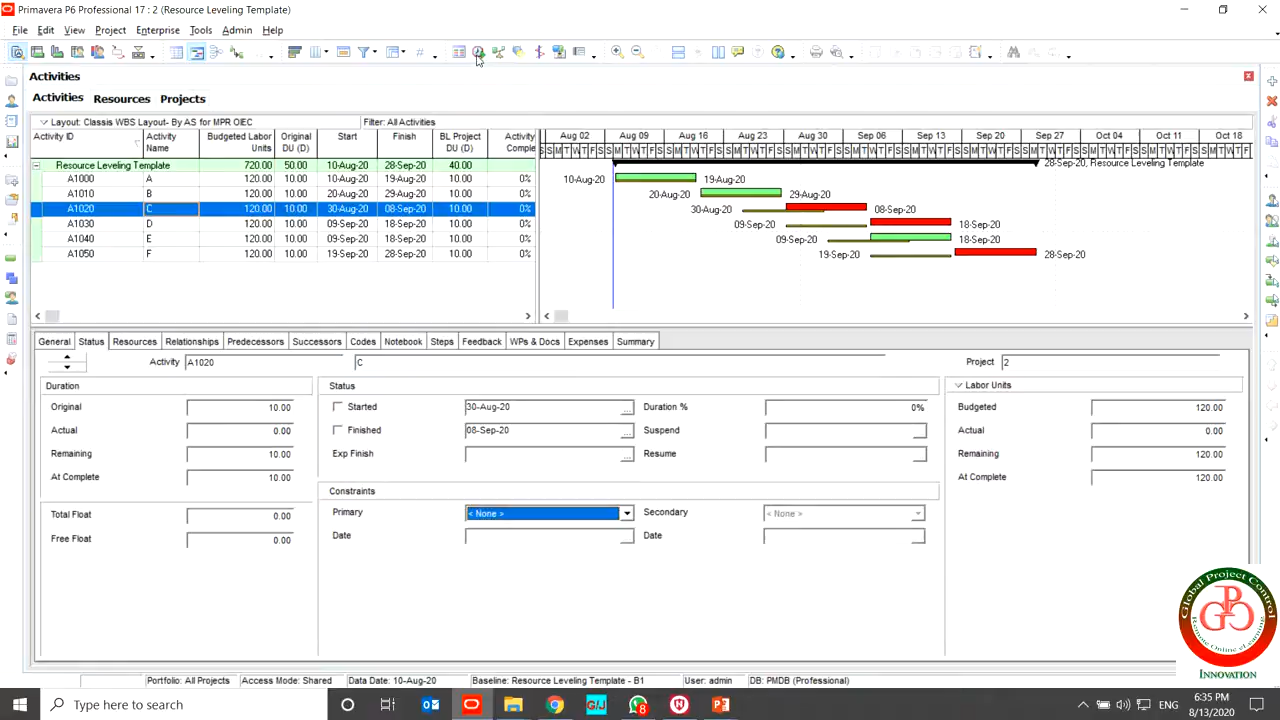 Primavera P6 Professional 17 : 2 (Resource Leveling Template)
File Edit View Project Enterprise Tools Admin Help
Activities
Activities Resources Projects
Layout: Classis WBS Layout- By AS for MPR OIEC Filter: All Activities
Activity ID Activity Name Budgeted Labor Units Original DU (D) Start Finish BL Project DU (D) Activity Comple
Aug 02 Aug 09 Aug 16 Aug 23 Aug 30 Sep 06 Sep 13 Sep 20 Sep 27 Oct 04 Oct 11 Oct 18
Resource Leveling Template 720.00 50.00 10-Aug-20 28-Sep-20 40.00 28-Sep-20, Resource Leveling Template
A1000 A 120.00 10.00 10-Aug-20 19-Aug-20 10.00 0% 10-Aug-20 19-Aug-20
A1010 B 120.00 10.00 20-Aug-20 29-Aug-20 10.00 0% 20-Aug-20 29-Aug-20
A1020 C 120.00 10.00 30-Aug-20 08-Sep-20 10.00 0% 30-Aug-20 08-Sep-20
A1030 D 120.00 10.00 09-Sep-20 18-Sep-20 10.00 0% 09-Sep-20 18-Sep-20
A1040 E 120.00 10.00 09-Sep-20 18-Sep-20 10.00 0% 09-Sep-20 18-Sep-20
A1050 F 120.00 10.00 19-Sep-20 28-Sep-20 10.00 0% 19-Sep-20 28-Sep-20
General Status Resources Relationships Predecessors Successors Codes Notebook Steps Feedback WPs & Docs Expenses Summary
Activity A1020 C Project 2
Duration Status Labor Units
Original 10.00 Started 30-Aug-20 ... Duration % 0% Budgeted 120.00
Actual 0.00 Finished 08-Sep-20 ... Suspend Actual 0.00
Remaining 10.00 Exp Finish ... Resume Remaining 120.00
At Complete 10.00 At Complete 120.00
Constraints
Total Float 0.00 Primary < None > Secondary < None >
Free Float 0.00 Date Date
Global Project Control
GPC
Remote Online eLearning
INNOVATION
Portfolio: All Projects Access Mode: Shared Data Date: 10-Aug-20 Baseline: Resource Leveling Template - B1 User: admin DB: PMDB (Professional)
Type here to search
ENG
6:35 PM
8/13/2020